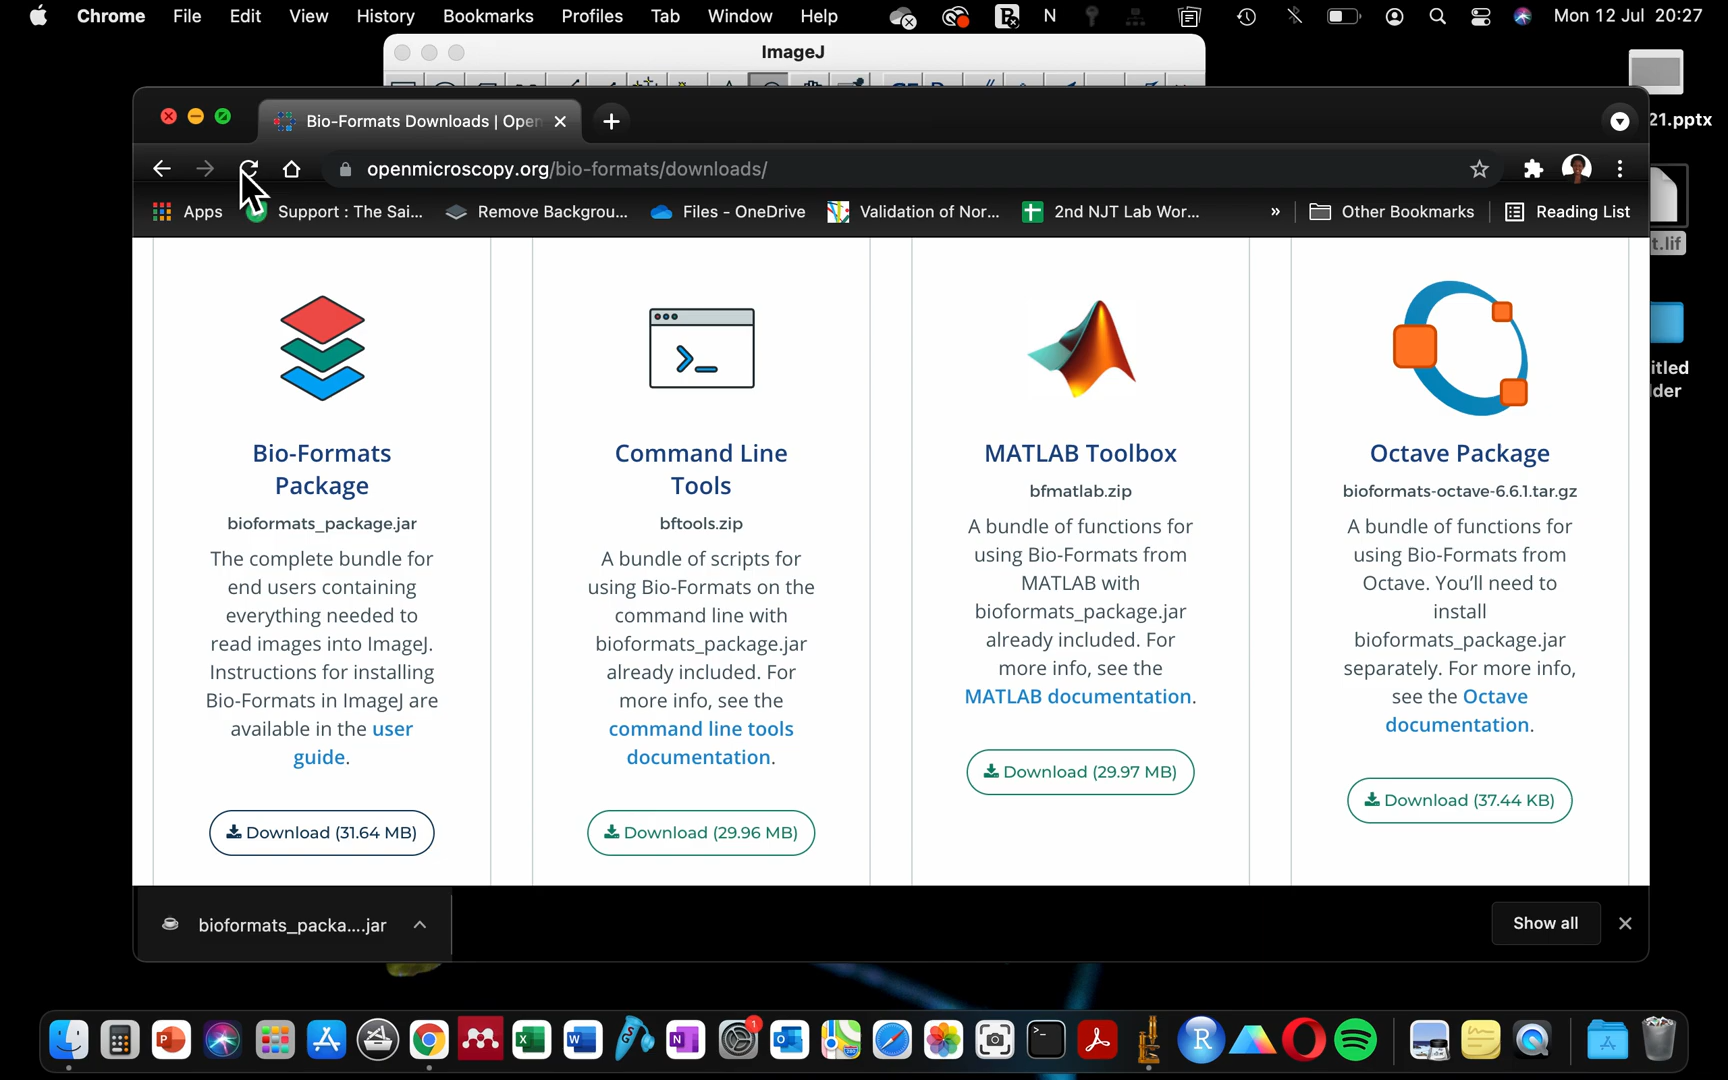 Chrome File Edit View History Bookmarks Profiles Tab Window Help Mon 12 Jul 20:27
ImageJ
Bio-Formats Downloads | Open
21.pptx
openmicroscopy.org/bio-formats/downloads/
Apps Support : The Sai... Remove Backgrou... Files - OneDrive Validation of Nor... 2nd NJT Lab Wor... » Other Bookmarks Reading List
t.lif
itled
lder
Bio-Formats
Package
bioformats_package.jar
The complete bundle for
end users containing
everything needed to
read images into ImageJ.
Instructions for installing
Bio-Formats in ImageJ are
available in the user
guide.
Download (31.64 MB)
Command Line
Tools
bftools.zip
A bundle of scripts for
using Bio-Formats on the
command line with
bioformats_package.jar
already included. For
more info, see the
command line tools
documentation.
Download (29.96 MB)
MATLAB Toolbox
bfmatlab.zip
A bundle of functions for
using Bio-Formats from
MATLAB with
bioformats_package.jar
already included. For
more info, see the
MATLAB documentation.
Download (29.97 MB)
Octave Package
bioformats-octave-6.6.1.tar.gz
A bundle of functions for
using Bio-Formats from
Octave. You'll need to
install
bioformats_package.jar
separately. For more info,
see the Octave
documentation.
Download (37.44 KB)
bioformats_packa....jar
Show all